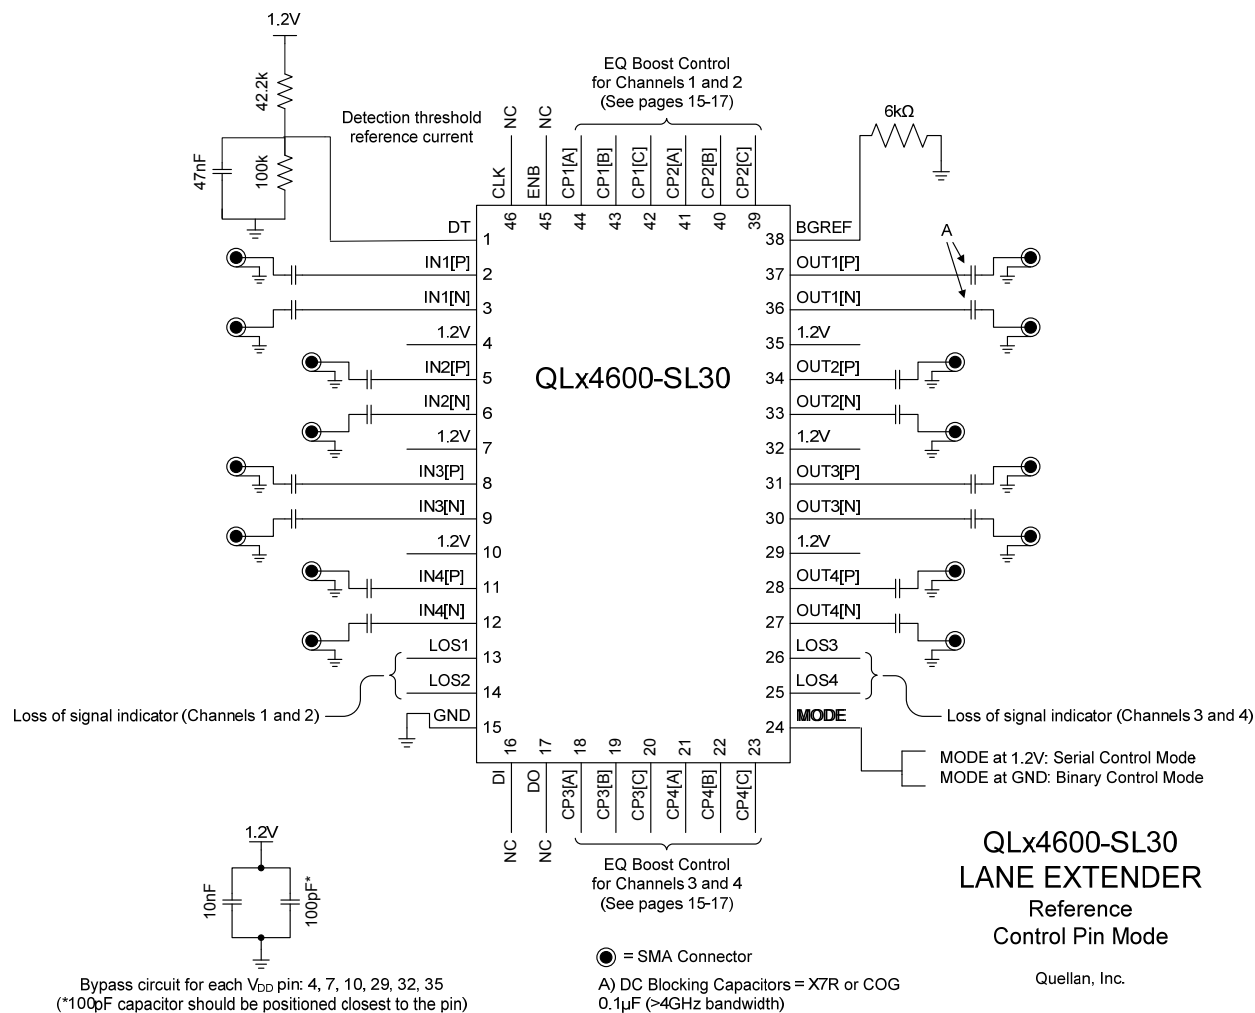 1.2V
42.2k
100k
47nF
Detection threshold
reference current
EQ Boost Control
for Channels 1 and 2
(See pages 15-17)
6kΩ
NC
NC
CLK
ENB
CP1[A]
CP1[B]
CP1[C]
CP2[A]
CP2[B]
CP2[C]
46
45
44
43
42
41
40
39
DT
1
IN1[P]
2
IN1[N]
3
1.2V
4
IN2[P]
5
IN2[N]
6
1.2V
7
IN3[P]
8
IN3[N]
9
1.2V
10
IN4[P]
11
IN4[N]
12
LOS1
13
LOS2
14
GND
15
Loss of signal indicator (Channels 1 and 2)
QLx4600-SL30
38
BGREF
A
37
OUT1[P]
36
OUT1[N]
35
1.2V
34
OUT2[P]
33
OUT2[N]
32
1.2V
31
OUT3[P]
30
OUT3[N]
29
1.2V
28
OUT4[P]
27
OUT4[N]
26
LOS3
25
LOS4
24
MODE
Loss of signal indicator (Channels 3 and 4)
MODE at 1.2V: Serial Control Mode
MODE at GND: Binary Control Mode
16
17
18
19
20
21
22
23
DI
DO
CP3[A]
CP3[B]
CP3[C]
CP4[A]
CP4[B]
CP4[C]
NC
NC
EQ Boost Control
for Channels 3 and 4
(See pages 15-17)
1.2V
10nF
100pF*
Bypass circuit for each VDD pin: 4, 7, 10, 29, 32, 35
(*100pF capacitor should be positioned closest to the pin)
= SMA Connector
A) DC Blocking Capacitors = X7R or COG
0.1µF (>4GHz bandwidth)
QLx4600-SL30
LANE EXTENDER
Reference
Control Pin Mode
Quellan, Inc.